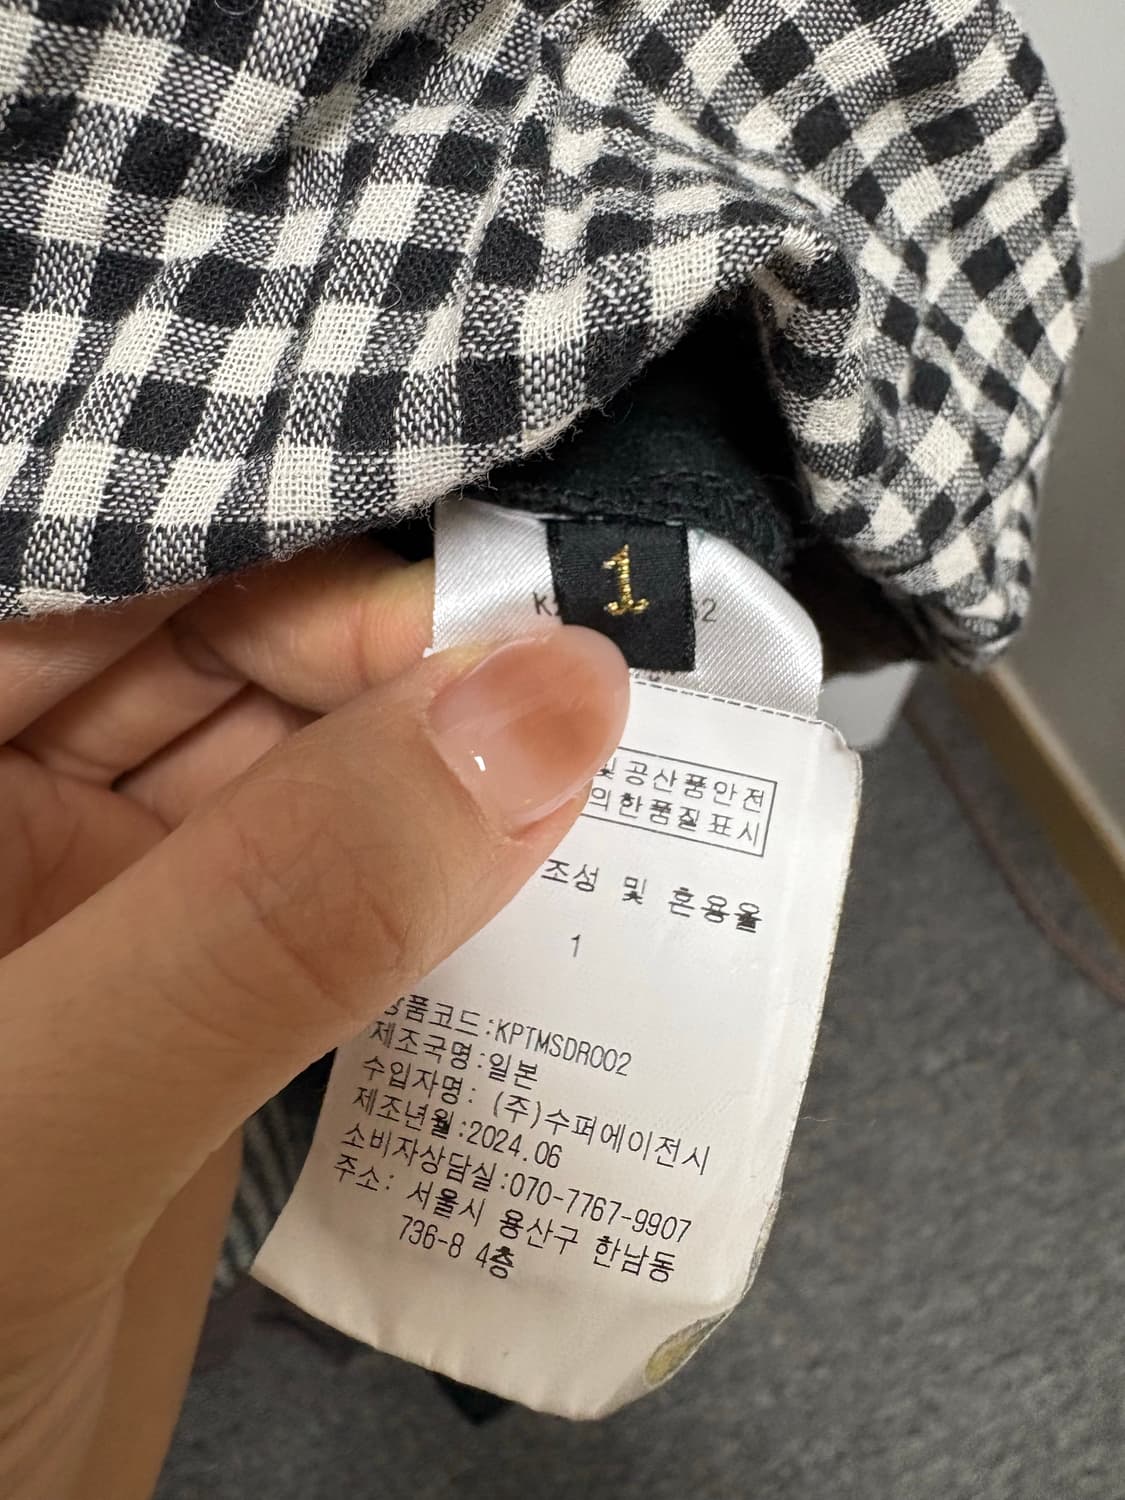 1
및 공산품안전
의한품질표시
조성 및 혼용율
1
품코드:KPTMSDR002
제조국명:일본
수입자명: (주)수퍼에이전시
제조년월:2024.06
소비자상담실:070-7767-9907
주소: 서울시 용산구 한남동
736-8 4층